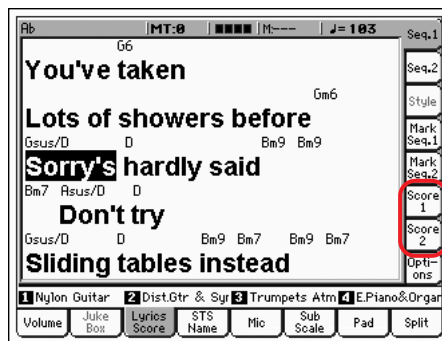 Ab MT:0 M:--- ♩=103 Seq.1
G6
You've taken
Seq.2
Gm6
Style
Lots of showers before
Mark Seq.1
Gsus/D D Bm9 Bm9
Sorry's hardly said
Mark Seq.2
Bm7 Asus/D D
Score 1
Don't try
Score 2
Gsus/D D Bm9 Bm7 Bm9 Bm7
Sliding tables instead
Opti-ons
1 Nylon Guitar 2 Dist.Gtr & Syr 3 Trumpets Atm 4 E.Piano&Organ
Volume Juke Box Lyrics Score STS Name Mic Sub Scale Pad Split